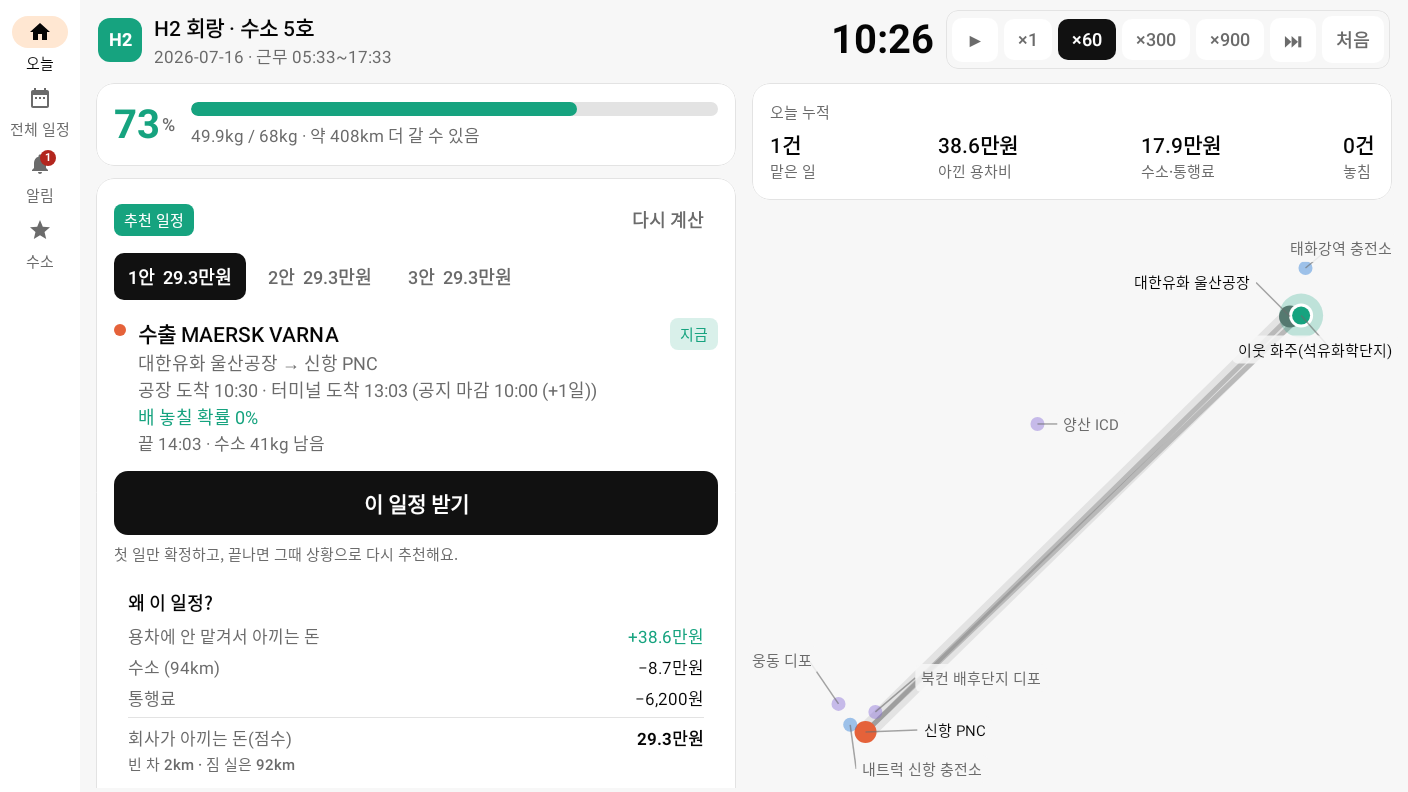 오늘
전체 일정
1
알림
수소
H2
H2 회랑 · 수소 5호
2026-07-16 · 근무 05:33~17:33
10:26
×1
×60
×300
×900
처음
73%
49.9kg / 68kg · 약 408km 더 갈 수 있음
추천 일정
다시 계산
1안 29.3만원
2안 29.3만원
3안 29.3만원
수출 MAERSK VARNA
지금
대한유화 울산공장 → 신항 PNC
공장 도착 10:30 · 터미널 도착 13:03 (공지 마감 10:00 (+1일))
배 놓칠 확률 0%
끝 14:03 · 수소 41kg 남음
이 일정 받기
첫 일만 확정하고, 끝나면 그때 상황으로 다시 추천해요.
왜 이 일정?
용차에 안 맡겨서 아끼는 돈 +38.6만원
수소 (94km) −8.7만원
통행료 −6,200원
회사가 아끼는 돈(점수) 29.3만원
빈 차 2km · 짐 실은 92km
오늘 누적
1건 38.6만원 17.9만원 0건
맡은 일 아낀 용차비 수소·통행료 놓침
태화강역 충전소
대한유화 울산공장
이웃 화주(석유화학단지)
양산 ICD
웅동 디포
북컨 배후단지 디포
신항 PNC
내트럭 신항 충전소